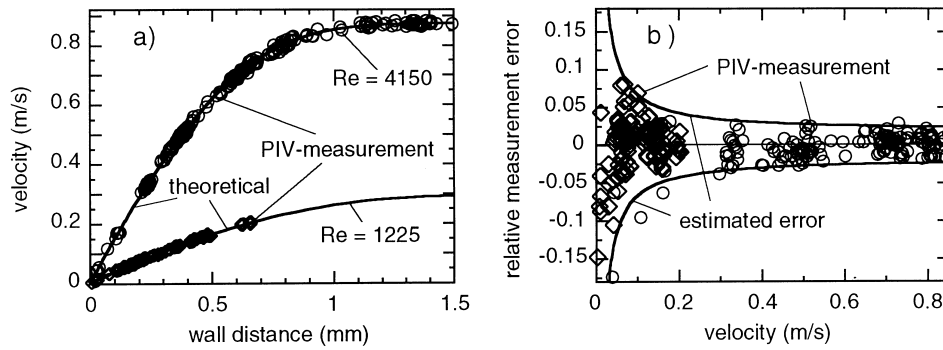 a)
0.8
0.6
0.4
0.2
0
velocity (m/s)
Re = 4150
PIV-measurement
theoretical
Re = 1225
0
0.5
1
1.5
wall distance (mm)
b)
0.15
0.1
0.05
0
-0.05
-0.1
-0.15
relative measurement error
PIV-measurement
estimated error
0
0.2
0.4
0.6
0.8
velocity (m/s)